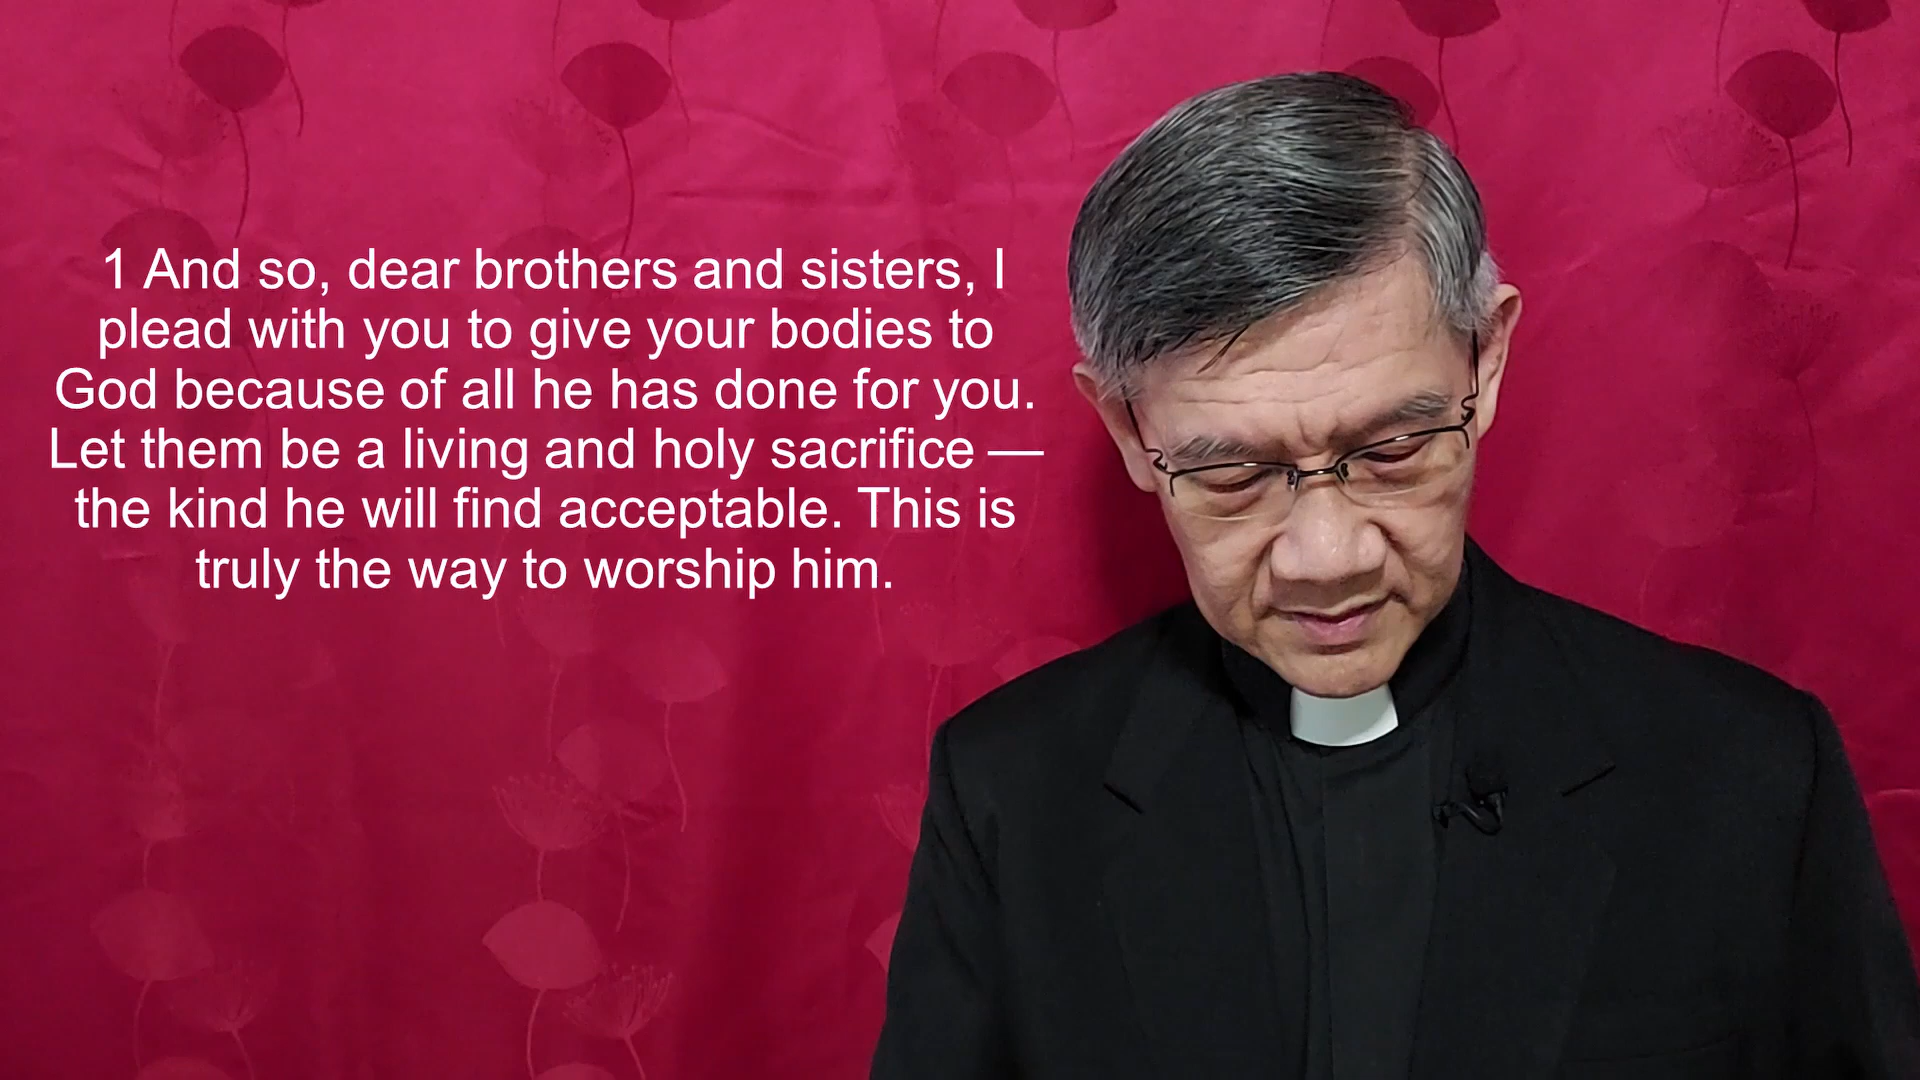 1 And so, dear brothers and sisters, I
plead with you to give your bodies to
God because of all he has done for you.
Let them be a living and holy sacrifice —
the kind he will find acceptable. This is
truly the way to worship him.